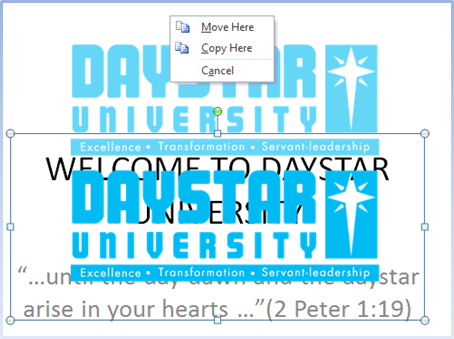 Move Here
Copy Here
Cancel
DAYSTAR
UNIVERSITY
Excellence • Transformation • Servant-leadership
WELCOME TO DAYSTAR
UNIVERSITY
DAYSTAR
UNIVERSITY
Excellence • Transformation • Servant-leadership
“…until the day dawn and the daystar
arise in your hearts …”(2 Peter 1:19)